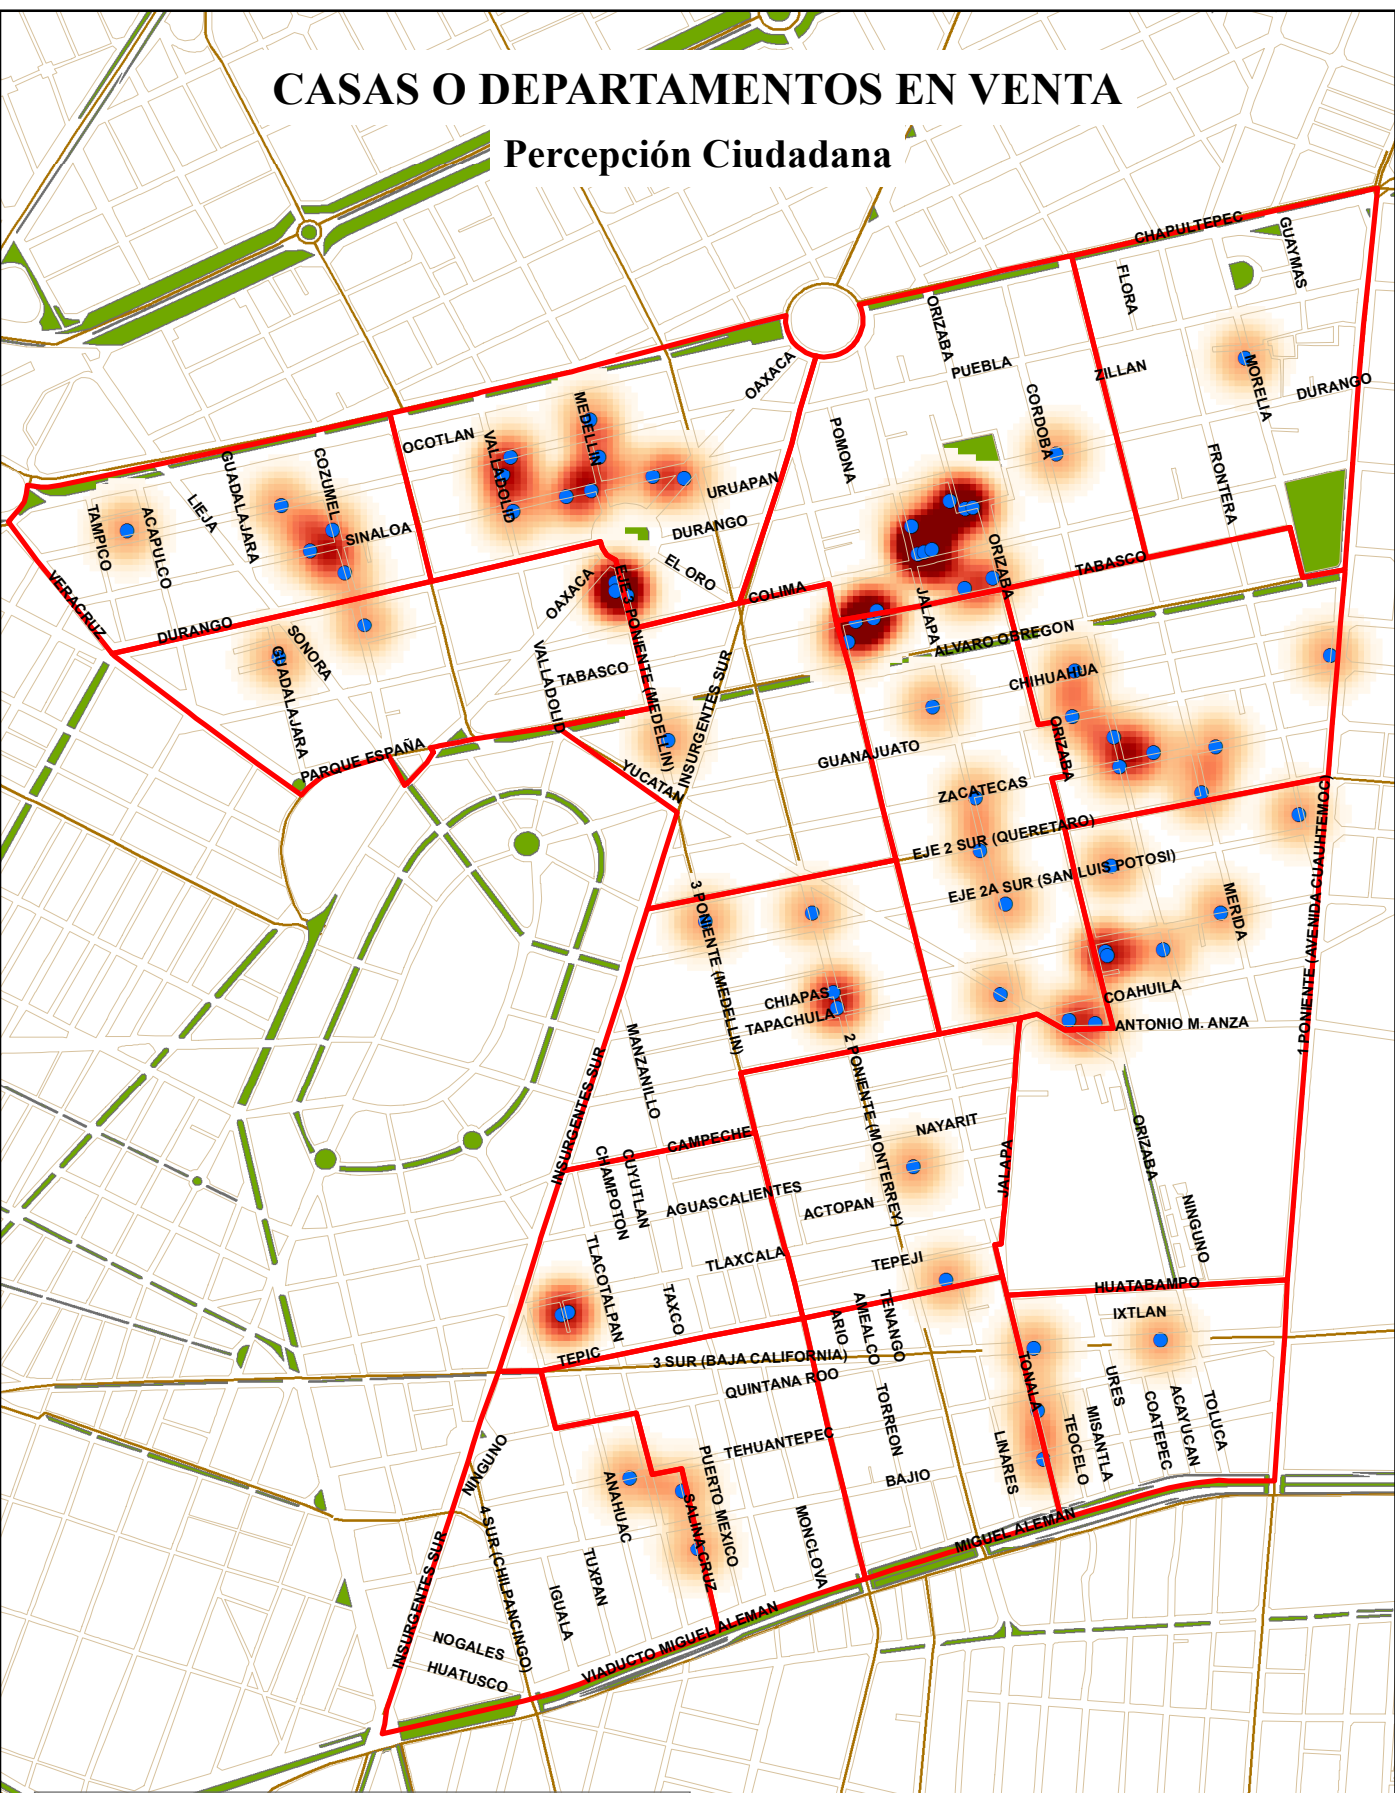 CASAS O DEPARTAMENTOS EN VENTA
Percepción Ciudadana
CHAPULTEPEC
GUAYMAS
FLORA
ORIZABA
PUEBLA
ZILLAN
MORELIA
DURANGO
OAXACA
CORDOBA
MEDELLIN
OCOTLAN
VALLADOLID
POMONA
FRONTERA
GUADALAJARA
COZUMEL
LIEJA
URUAPAN
TAMPICO
ACAPULCO
SINALOA
DURANGO
EL ORO
ORIZABA
TABASCO
VERACRUZ
OAXACA
EJE 3 PONIENTE (MEDELLIN)
COLIMA
JALAPA
DURANGO
SONORA
ALVARO OBREGON
GUADALAJARA
VALLADOLID
TABASCO
INSURGENTES SUR
CHIHUAHUA
PARQUE ESPAÑA
YUCATAN
GUANAJUATO
ORIZABA
ZACATECAS
EJE 2 SUR (QUERETARO)
EJE 2A SUR (SAN LUIS POTOSI)
1 PONIENTE (AVENIDA CUAUHTEMOC)
3 PONIENTE (MEDELLIN)
MERIDA
CHIAPAS
TAPACHULA
COAHUILA
ANTONIO M. ANZA
MANZANILLO
2 PONIENTE (MONTERREY)
INSURGENTES SUR
CAMPECHE
NAYARIT
JALAPA
ORIZABA
CUYUTLAN
CHAMPOTON
AGUASCALIENTES
ACTOPAN
NINGUNO
TLACOTALPAN
TLAXCALA
TEPEJI
HUATABAMPO
TAXCO
ARIO
AMEALCO
TENANGO
IXTLAN
TEPIC
3 SUR (BAJA CALIFORNIA)
TONALA
QUINTANA ROO
URES
COATEPEC
ACAYUCAN
TOLUCA
TORREON
MISANTLA
TEOCELO
NINGUNO
TEHUANTEPEC
LINARES
PUERTO MEXICO
BAJIO
ANAHUAC
SALINA CRUZ
MONCLOVA
4 SUR (CHILPANCINGO)
MIGUEL ALEMAN
INSURGENTES SUR
TUXPAN
IGUALA
VIADUCTO MIGUEL ALEMAN
NOGALES
HUATUSCO